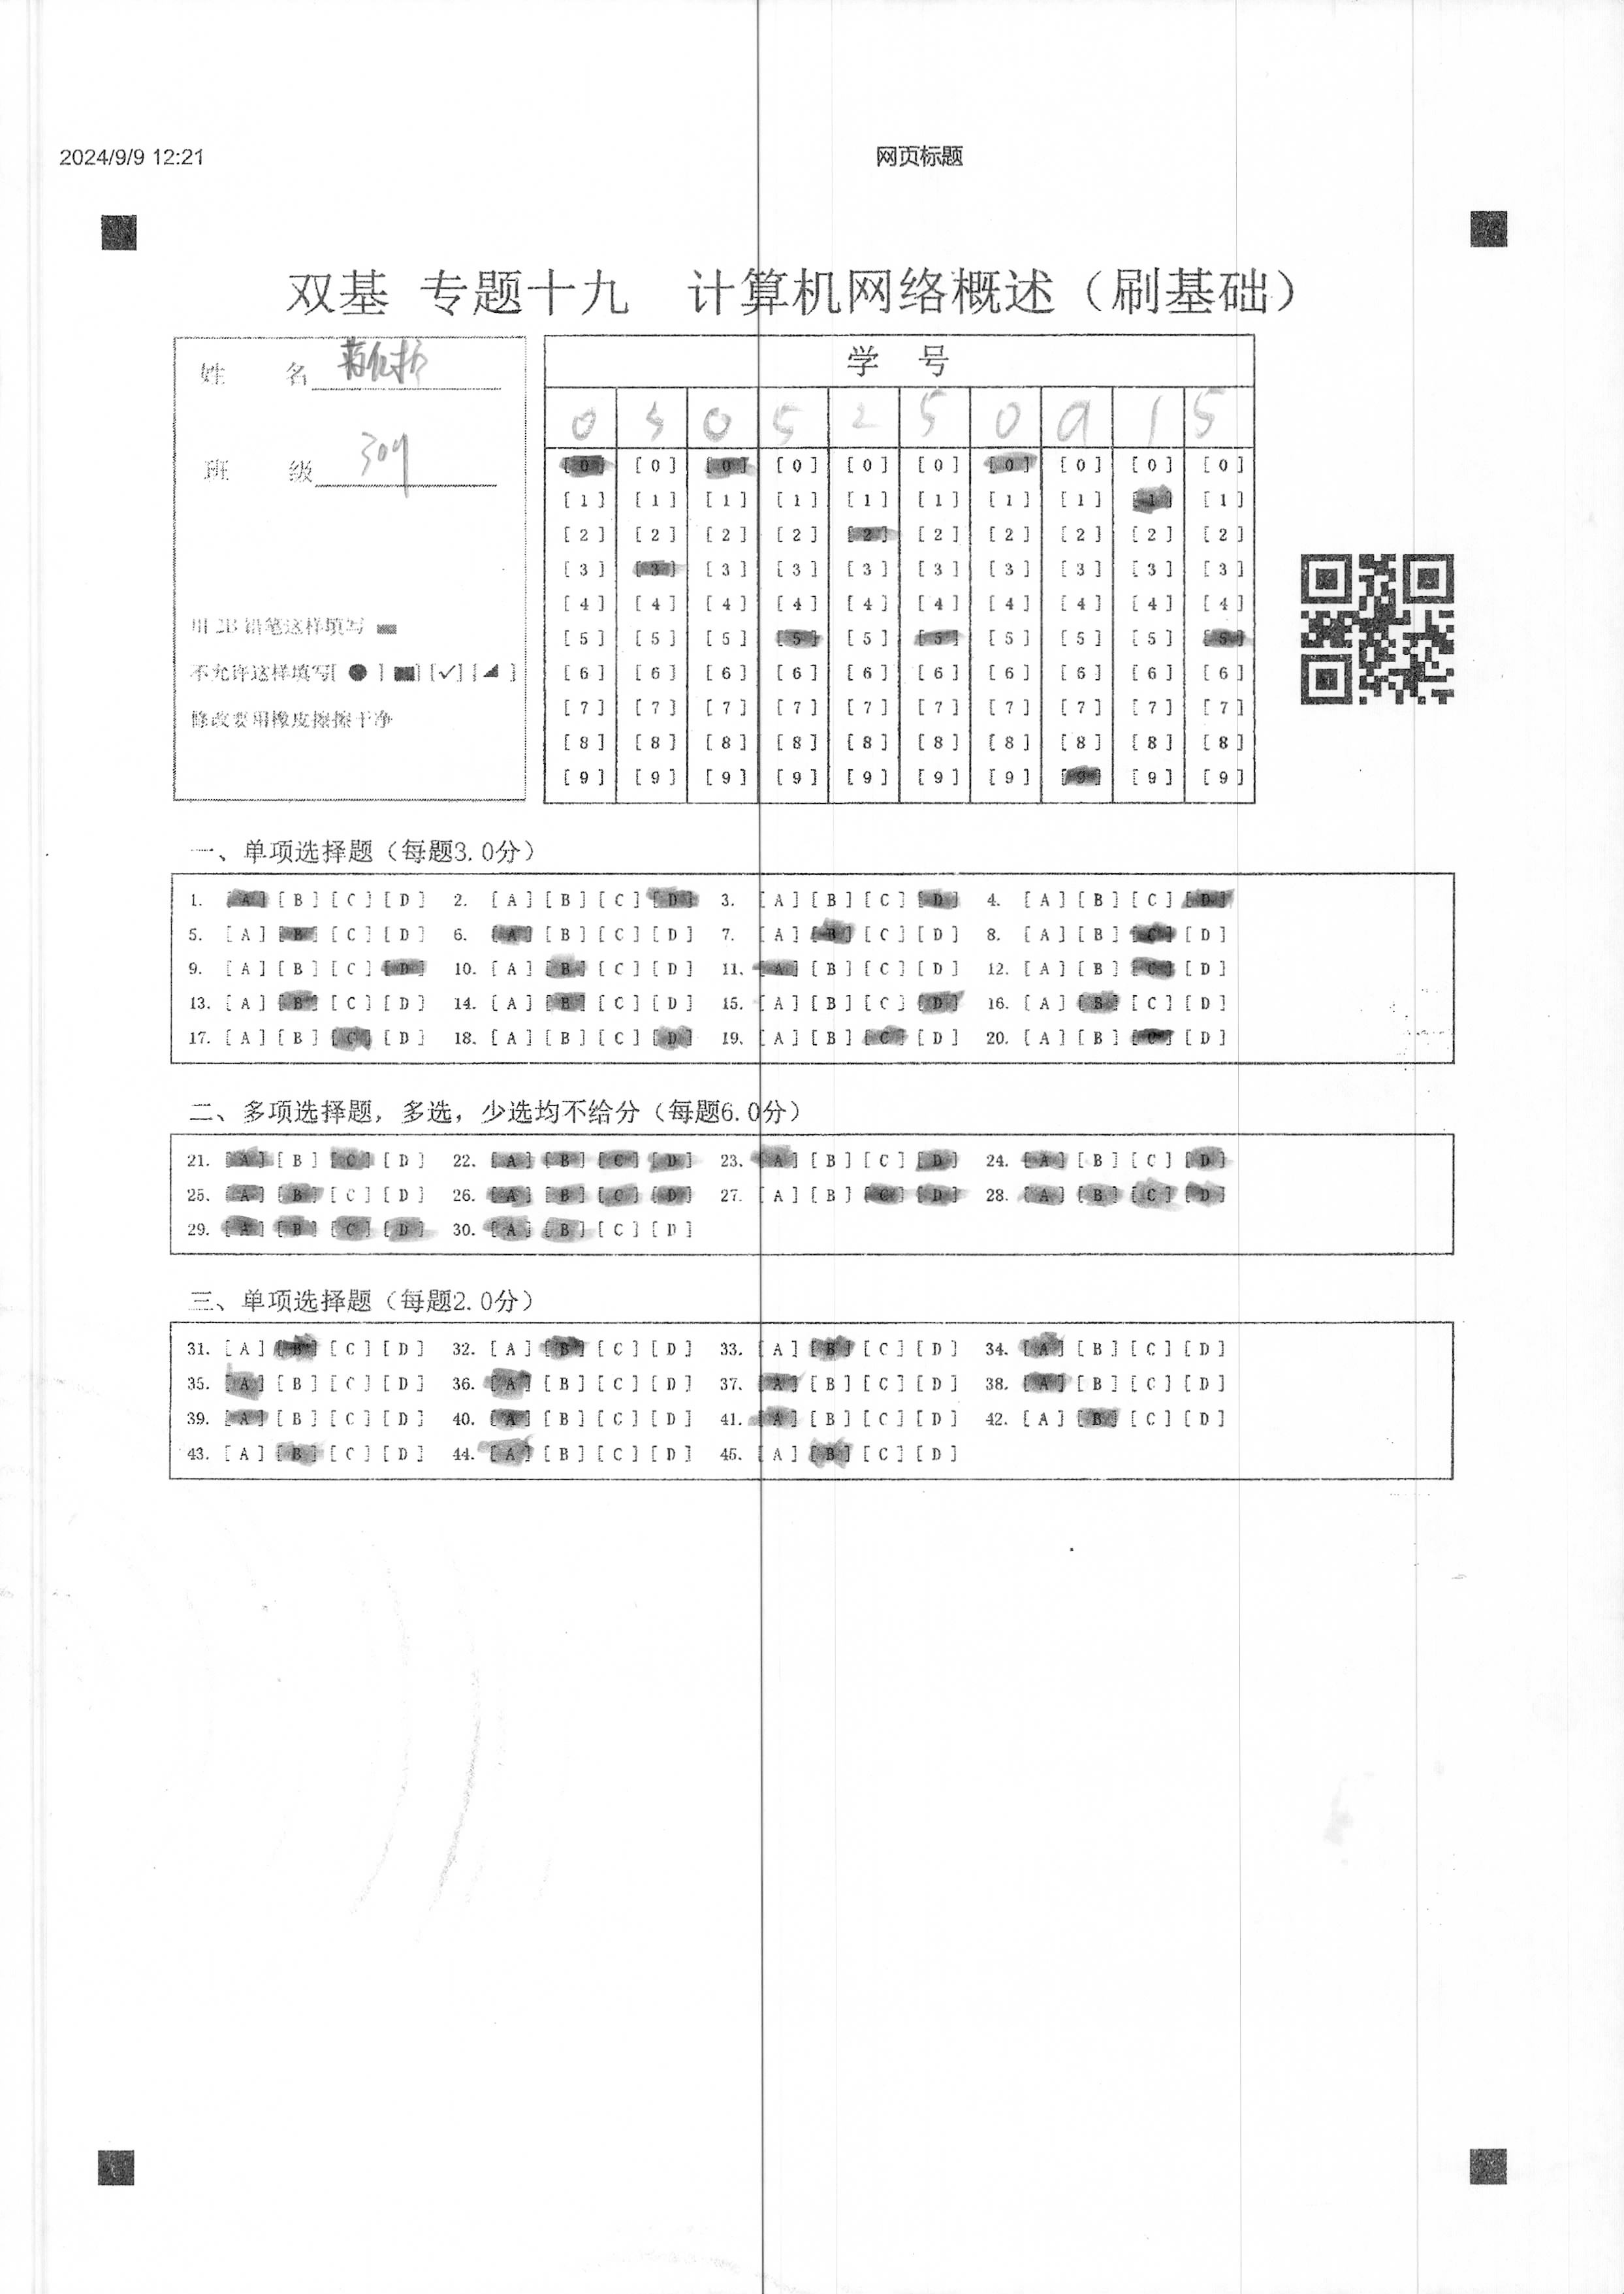 2024/9/9 12:21 网页标题
双基 专题十九 计算机网络概述（刷基础）
姓 名
班 级 309
用 2B 铅笔这样填写
不允许这样填写[ ● ] [■] [✓] [◢ ]
修改要用橡皮擦擦干净
学 号
0 3 0 5 2 5 0 9 1 5
[0] [0] [0] [0] [0] [0] [0] [0] [0] [0]
[1] [1] [1] [1] [1] [1] [1] [1] [1] [1]
[2] [2] [2] [2] [2] [2] [2] [2] [2] [2]
[3] [3] [3] [3] [3] [3] [3] [3] [3] [3]
[4] [4] [4] [4] [4] [4] [4] [4] [4] [4]
[5] [5] [5] [5] [5] [5] [5] [5] [5] [5]
[6] [6] [6] [6] [6] [6] [6] [6] [6] [6]
[7] [7] [7] [7] [7] [7] [7] [7] [7] [7]
[8] [8] [8] [8] [8] [8] [8] [8] [8] [8]
[9] [9] [9] [9] [9] [9] [9] [9] [9] [9]
一、单项选择题（每题3.0分）
1. [A] [B] [C] [D] 2. [A] [B] [C] [D] 3. [A] [B] [C] [D] 4. [A] [B] [C] [D]
5. [A] [B] [C] [D] 6. [A] [B] [C] [D] 7. [A] [B] [C] [D] 8. [A] [B] [C] [D]
9. [A] [B] [C] [D] 10. [A] [B] [C] [D] 11. [A] [B] [C] [D] 12. [A] [B] [C] [D]
13. [A] [B] [C] [D] 14. [A] [B] [C] [D] 15. [A] [B] [C] [D] 16. [A] [B] [C] [D]
17. [A] [B] [C] [D] 18. [A] [B] [C] [D] 19. [A] [B] [C] [D] 20. [A] [B] [C] [D]
二、多项选择题，多选，少选均不给分（每题6.0分）
21. [A] [B] [C] [D] 22. [A] [B] [C] [D] 23. [A] [B] [C] [D] 24. [A] [B] [C] [D]
25. [A] [B] [C] [D] 26. [A] [B] [C] [D] 27. [A] [B] [C] [D] 28. [A] [B] [C] [D]
29. [A] [B] [C] [D] 30. [A] [B] [C] [D]
三、单项选择题（每题2.0分）
31. [A] [B] [C] [D] 32. [A] [B] [C] [D] 33. [A] [B] [C] [D] 34. [A] [B] [C] [D]
35. [A] [B] [C] [D] 36. [A] [B] [C] [D] 37. [A] [B] [C] [D] 38. [A] [B] [C] [D]
39. [A] [B] [C] [D] 40. [A] [B] [C] [D] 41. [A] [B] [C] [D] 42. [A] [B] [C] [D]
43. [A] [B] [C] [D] 44. [A] [B] [C] [D] 45. [A] [B] [C] [D]